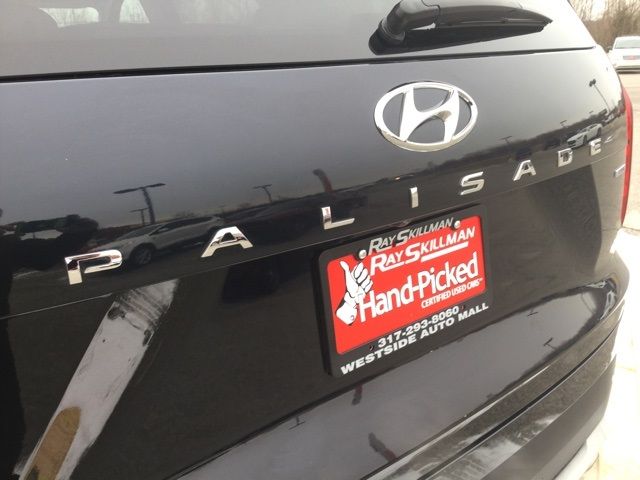 PALISADE
RAY SKILLMAN
RAY SKILLMAN
Hand-Picked
CERTIFIED USED CARS
317-293-8060
WESTSIDE AUTO MALL